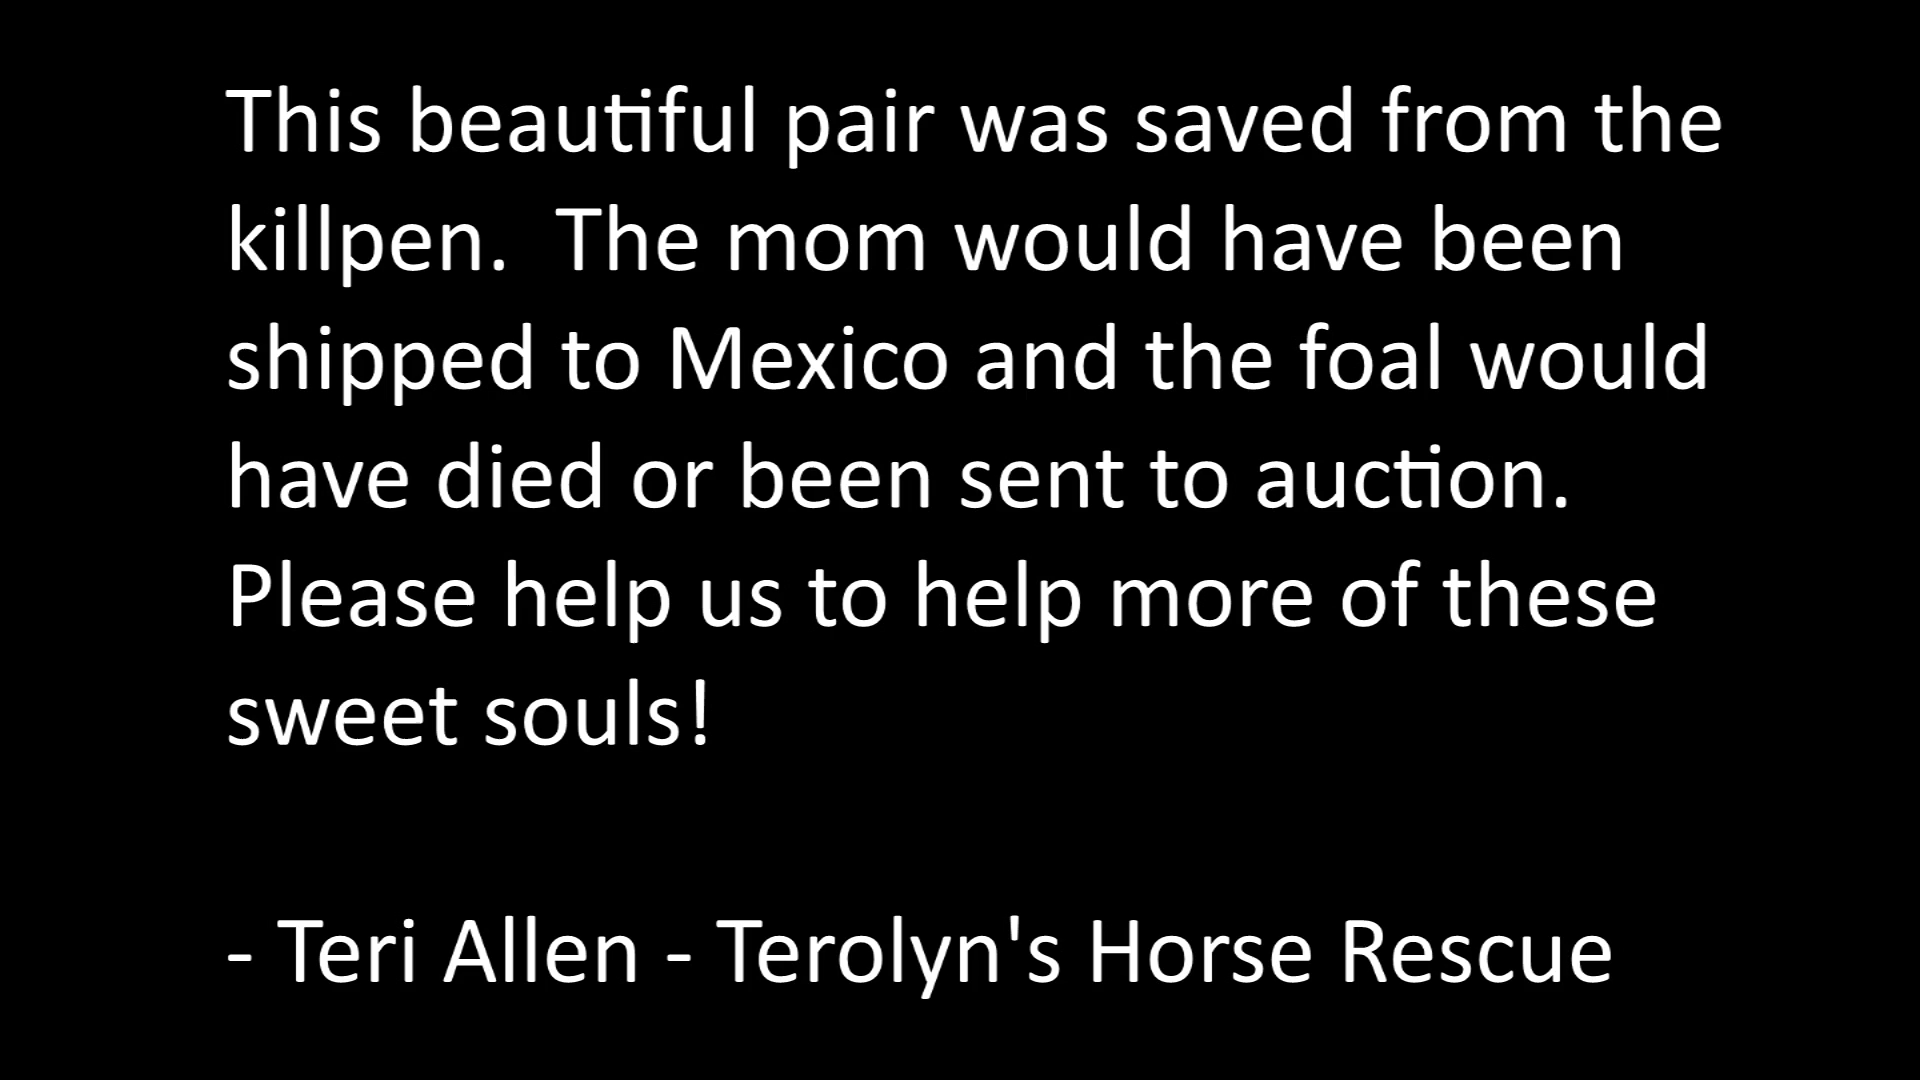 This beautiful pair was saved from the
killpen.  The mom would have been
shipped to Mexico and the foal would
have died or been sent to auction.
Please help us to help more of these
sweet souls!
- Teri Allen - Terolyn's Horse Rescue